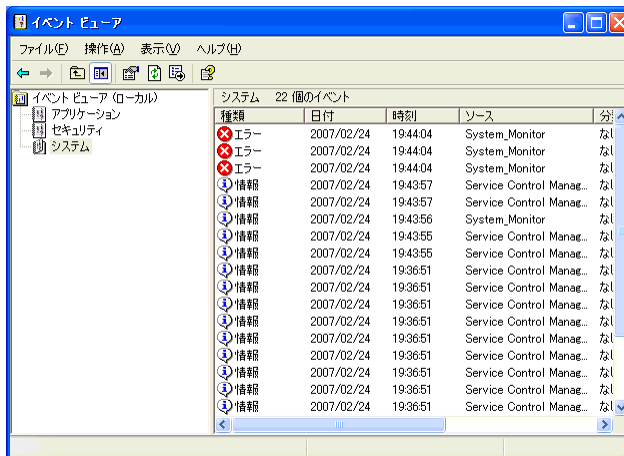 イベント ビューア
ファイル(F) 操作(A) 表示(V) ヘルプ(H)
イベント ビューア (ローカル)
アプリケーション
セキュリティ
システム
システム 22 個のイベント
種類 日付 時刻 ソース
エラー 2007/02/24 19:44:04 System_Monitor なし
エラー 2007/02/24 19:44:04 System_Monitor なし
エラー 2007/02/24 19:44:04 System_Monitor なし
情報 2007/02/24 19:43:57 Service Control Manag... なし
情報 2007/02/24 19:43:57 Service Control Manag... なし
情報 2007/02/24 19:43:56 System_Monitor なし
情報 2007/02/24 19:43:55 Service Control Manag... なし
情報 2007/02/24 19:43:55 Service Control Manag... なし
情報 2007/02/24 19:36:51 Service Control Manag... なし
情報 2007/02/24 19:36:51 Service Control Manag... なし
情報 2007/02/24 19:36:51 Service Control Manag... なし
情報 2007/02/24 19:36:51 Service Control Manag... なし
情報 2007/02/24 19:36:51 Service Control Manag... なし
情報 2007/02/24 19:36:51 Service Control Manag... なし
情報 2007/02/24 19:36:51 Service Control Manag... なし
情報 2007/02/24 19:36:51 Service Control Manag... なし
情報 2007/02/24 19:36:51 Service Control Manag... なし